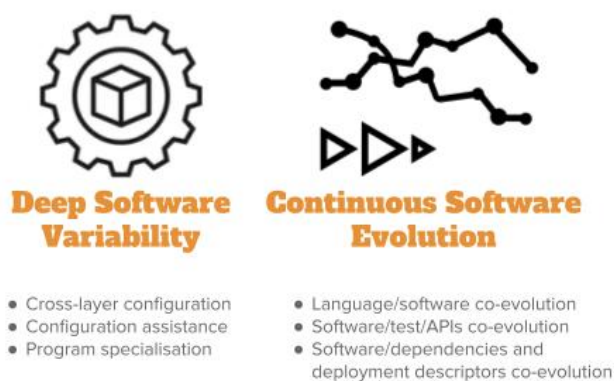 Deep Software
Variability
• Cross-layer configuration
• Configuration assistance
• Program specialisation
Continuous Software
Evolution
• Language/software co-evolution
• Software/test/APIs co-evolution
• Software/dependencies and
deployment descriptors co-evolution